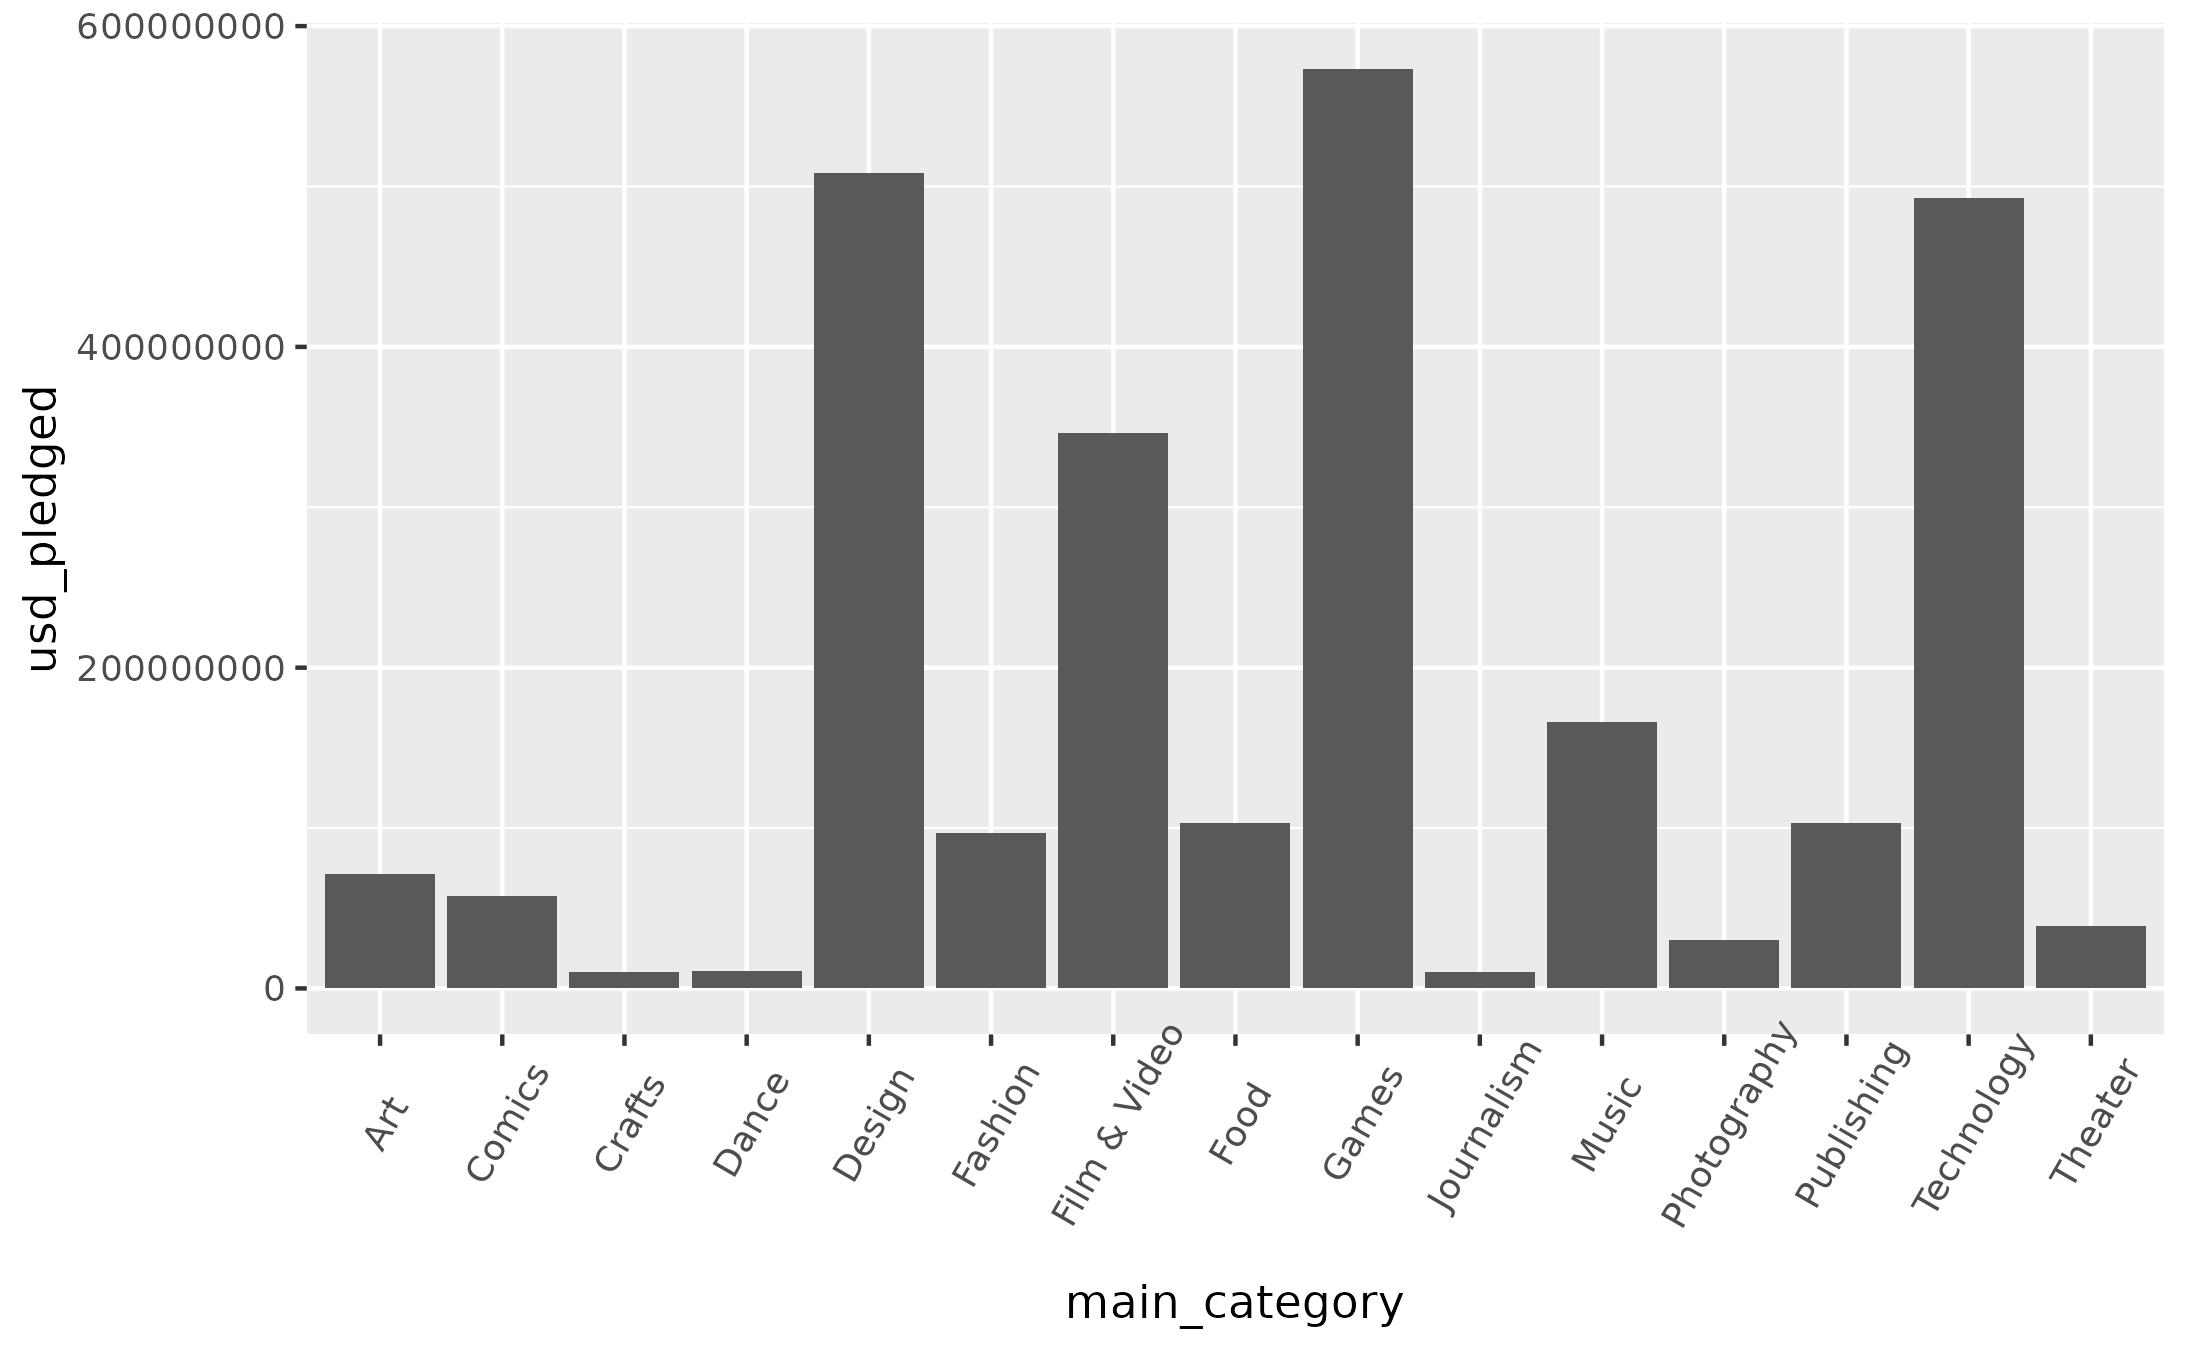 600000000
400000000
200000000
0
usd_pledged
Art
Comics
Crafts
Dance
Design
Fashion
Film & Video
Food
Games
Journalism
Music
Photography
Publishing
Technology
Theater
main_category